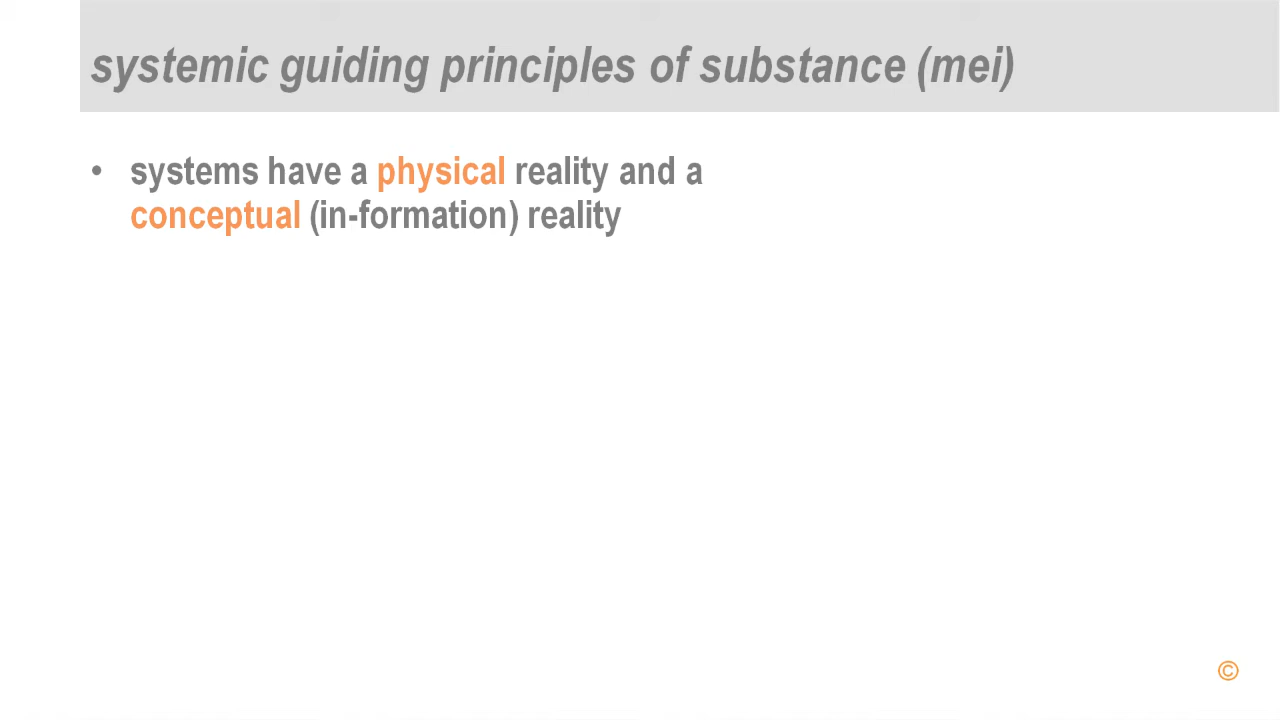 systemic guiding principles of substance (mei)
• systems have a physical reality and a
conceptual (in-formation) reality
©